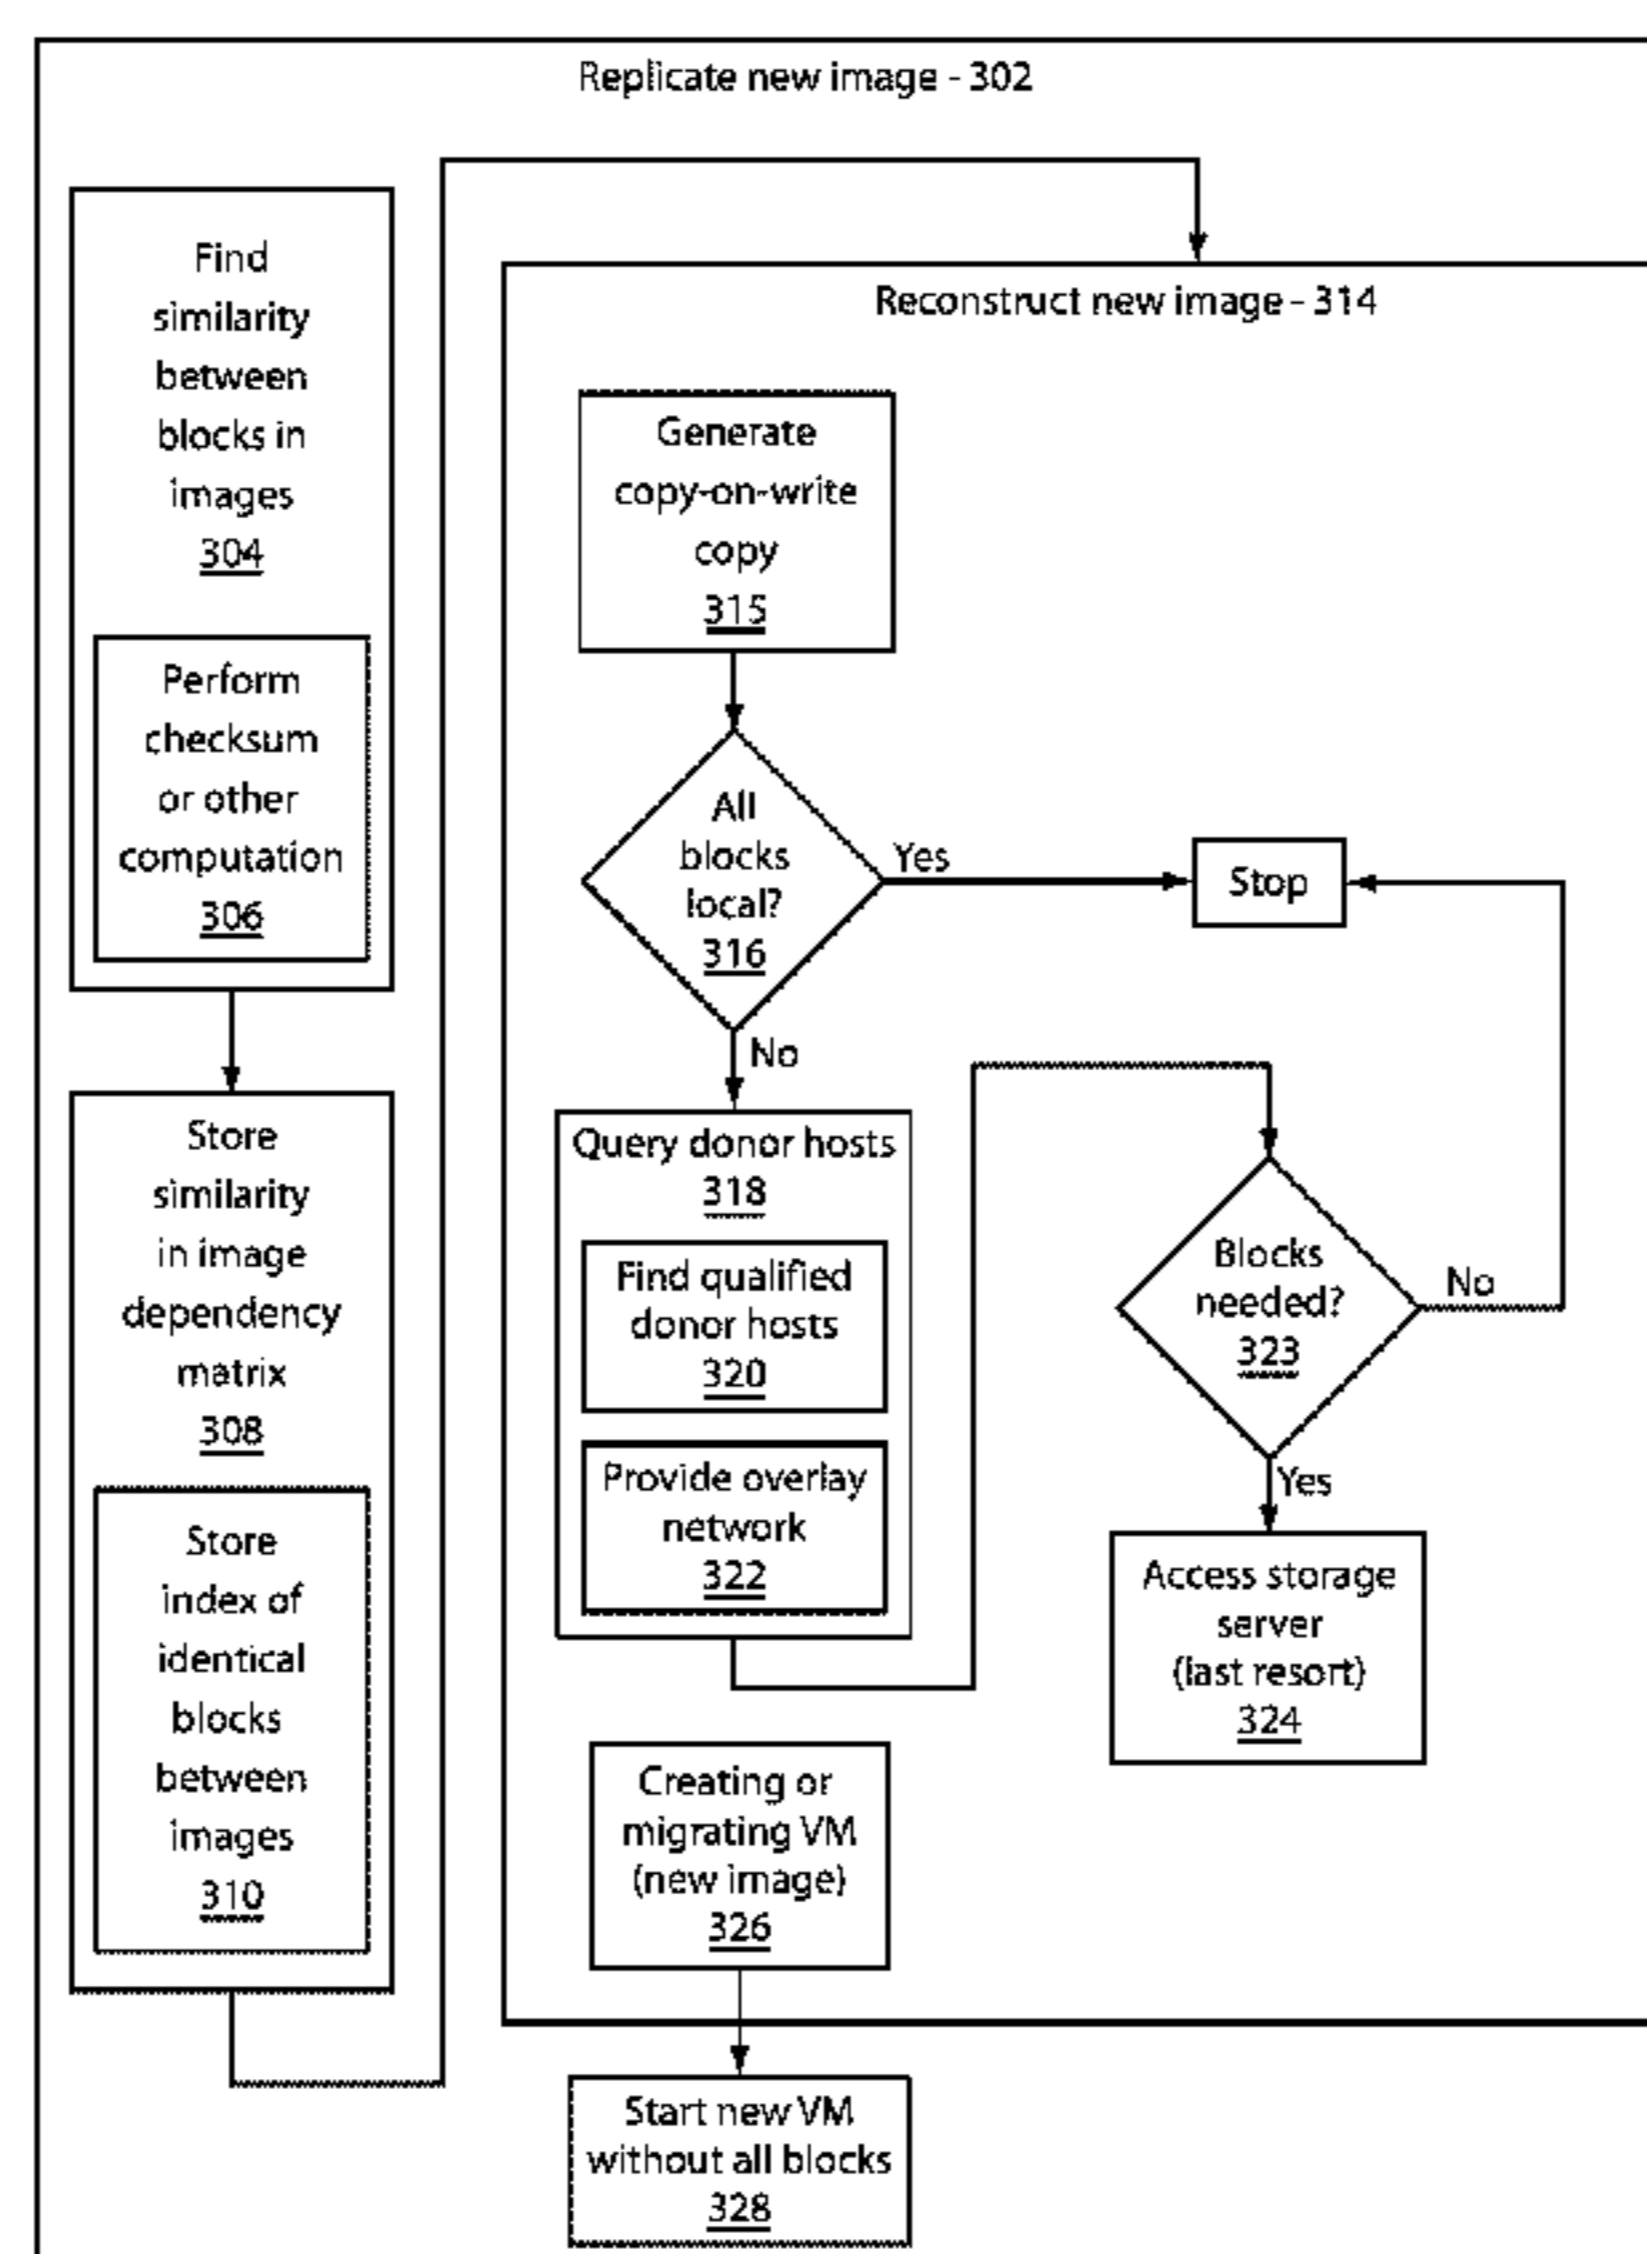 Replicate new image - 302
Find
similarity
between
blocks in
images
304
Perform
checksum
or other
computation
306
Store
similarity
in image
dependency
matrix
308
Store
index of
identical
blocks
between
images
310
Reconstruct new image - 314
Generate
copy-on-write
copy
315
All
blocks
local?
316
Yes
Stop
No
Query donor hosts
318
Find qualified
donor hosts
320
Provide overlay
network
322
Blocks
needed?
323
No
Yes
Access storage
server
(last resort)
324
Creating or
migrating VM
(new image)
326
Start new VM
without all blocks
328